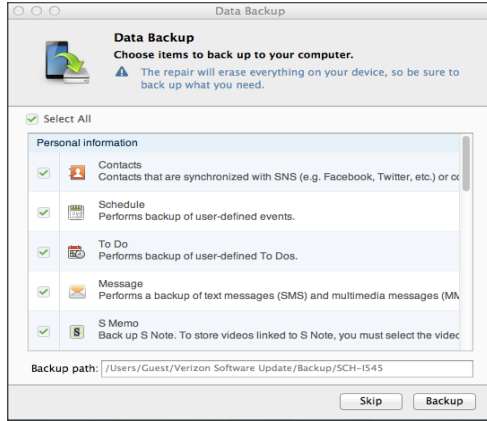 Data Backup
Data Backup
Choose items to back up to your computer.
The repair will erase everything on your device, so be sure to
back up what you need.
Select All
Personal information
Contacts
Contacts that are synchronized with SNS (e.g. Facebook, Twitter, etc.) or
Schedule
Performs backup of user-defined events.
To Do
Performs backup of user-defined To Dos.
Message
Performs a backup of text messages (SMS) and multimedia messages
S Memo
Back up S Note. To store videos linked to S Note, you must select the
Backup path: /Users/Guest/Verizon Software Update/Backup/SCH-I545
Skip Backup